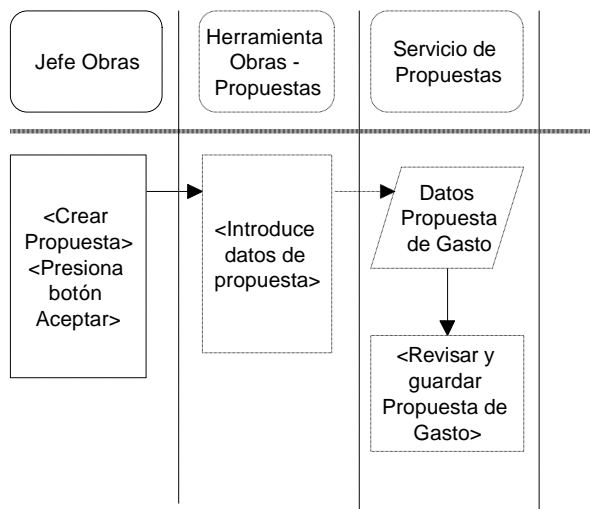 Jefe Obras
Herramienta
Obras -
Propuestas
Servicio de
Propuestas
<Crear
Propuesta>
<Presiona
botón
Aceptar>
<Introduce
datos de
propuesta>
Datos
Propuesta
de Gasto
<Revisar y
guardar
Propuesta de
Gasto>